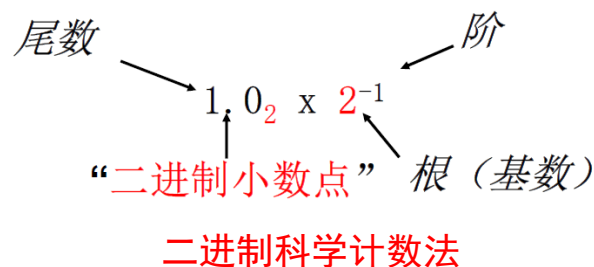 尾数
阶
1.0₂ x 2⁻¹
“二进制小数点”
根（基数）
二进制科学计数法